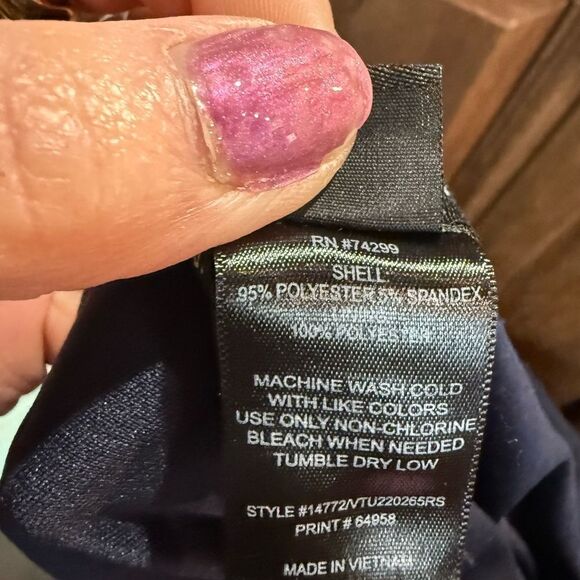 RN #74299
SHELL
95% POLYESTER 5% SPANDEX
100% POLYESTER
MACHINE WASH COLD
WITH LIKE COLORS
USE ONLY NON-CHLORINE
BLEACH WHEN NEEDED
TUMBLE DRY LOW
STYLE #14772/VTU220265RS
PRINT # 64958
MADE IN VIETNAM